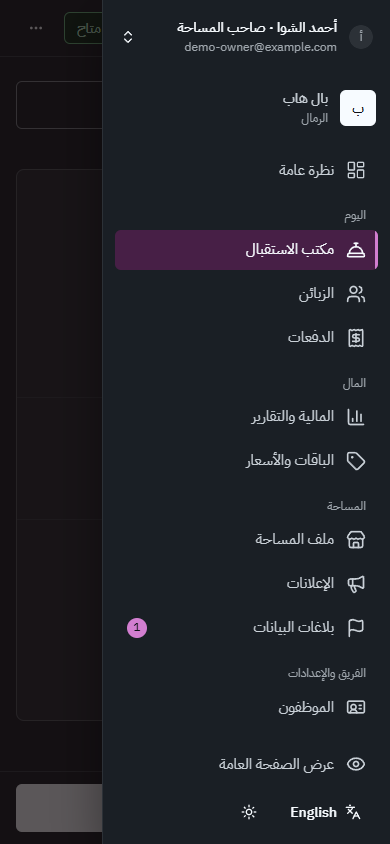 أحمد الشوا · صاحب المساحة
أ
demo-owner@example.com
متاح
بال هاب
ب
الرمال
نظرة عامة
اليوم
مكتب الاستقبال
الزبائن
الدفعات
المال
المالية والتقارير
الباقات والأسعار
المساحة
ملف المساحة
الإعلانات
بلاغات البيانات
1
الفريق والإعدادات
الموظفون
عرض الصفحة العامة
English